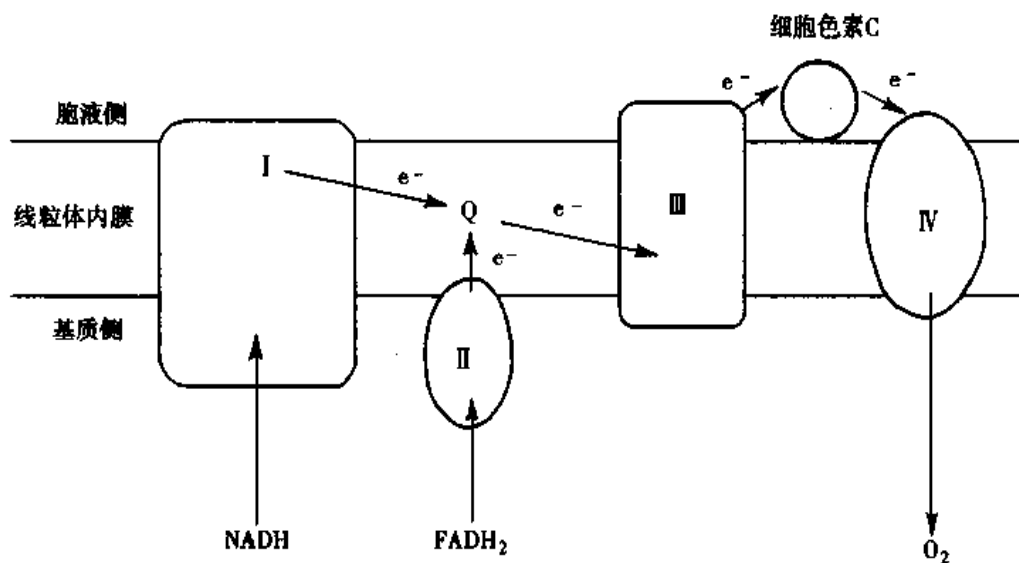 细胞色素C
e⁻ e⁻
胞液侧
Ⅰ
e⁻
线粒体内膜 Q e⁻ Ⅲ Ⅳ
e⁻
基质侧
Ⅱ
NADH FADH₂ O₂